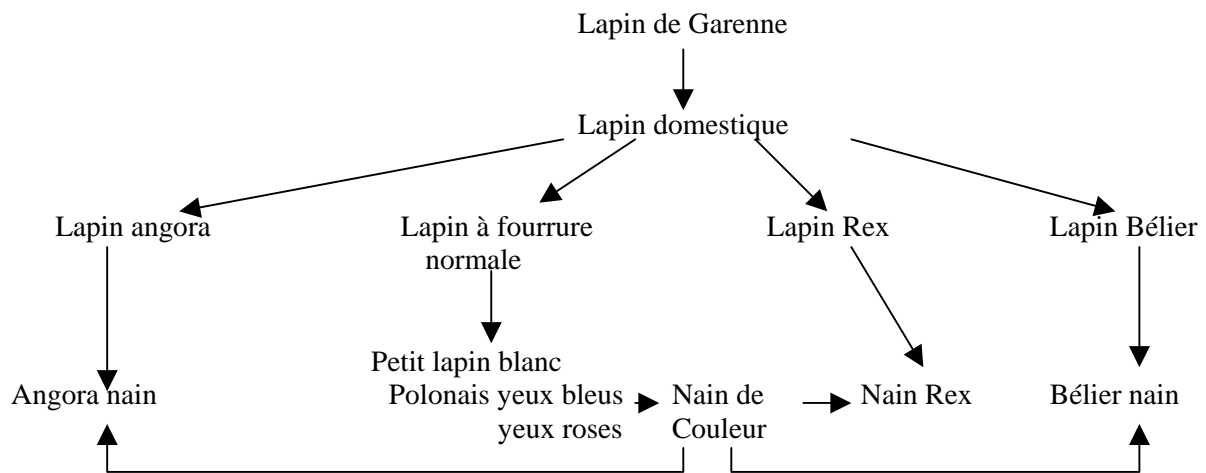 Lapin de Garenne
Lapin domestique
Lapin angora
Lapin à fourrure
normale
Lapin Rex
Lapin Bélier
Petit lapin blanc
Angora nain
Polonais yeux bleus
yeux roses
Nain de
Couleur
Nain Rex
Bélier nain